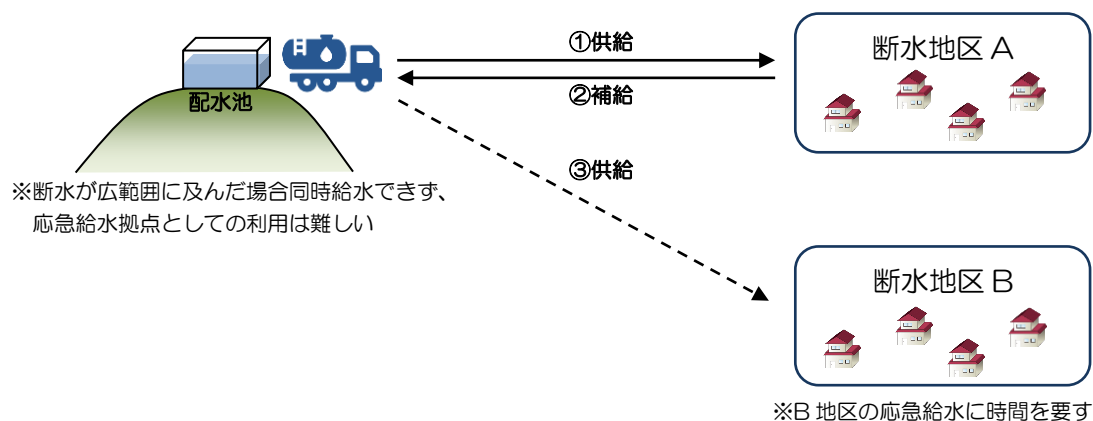 ①供給
断水地区 A
②補給
配水池
③供給
※断水が広範囲に及んだ場合同時給水できず、
応急給水拠点としての利用は難しい
断水地区 B
※B 地区の応急給水に時間を要す